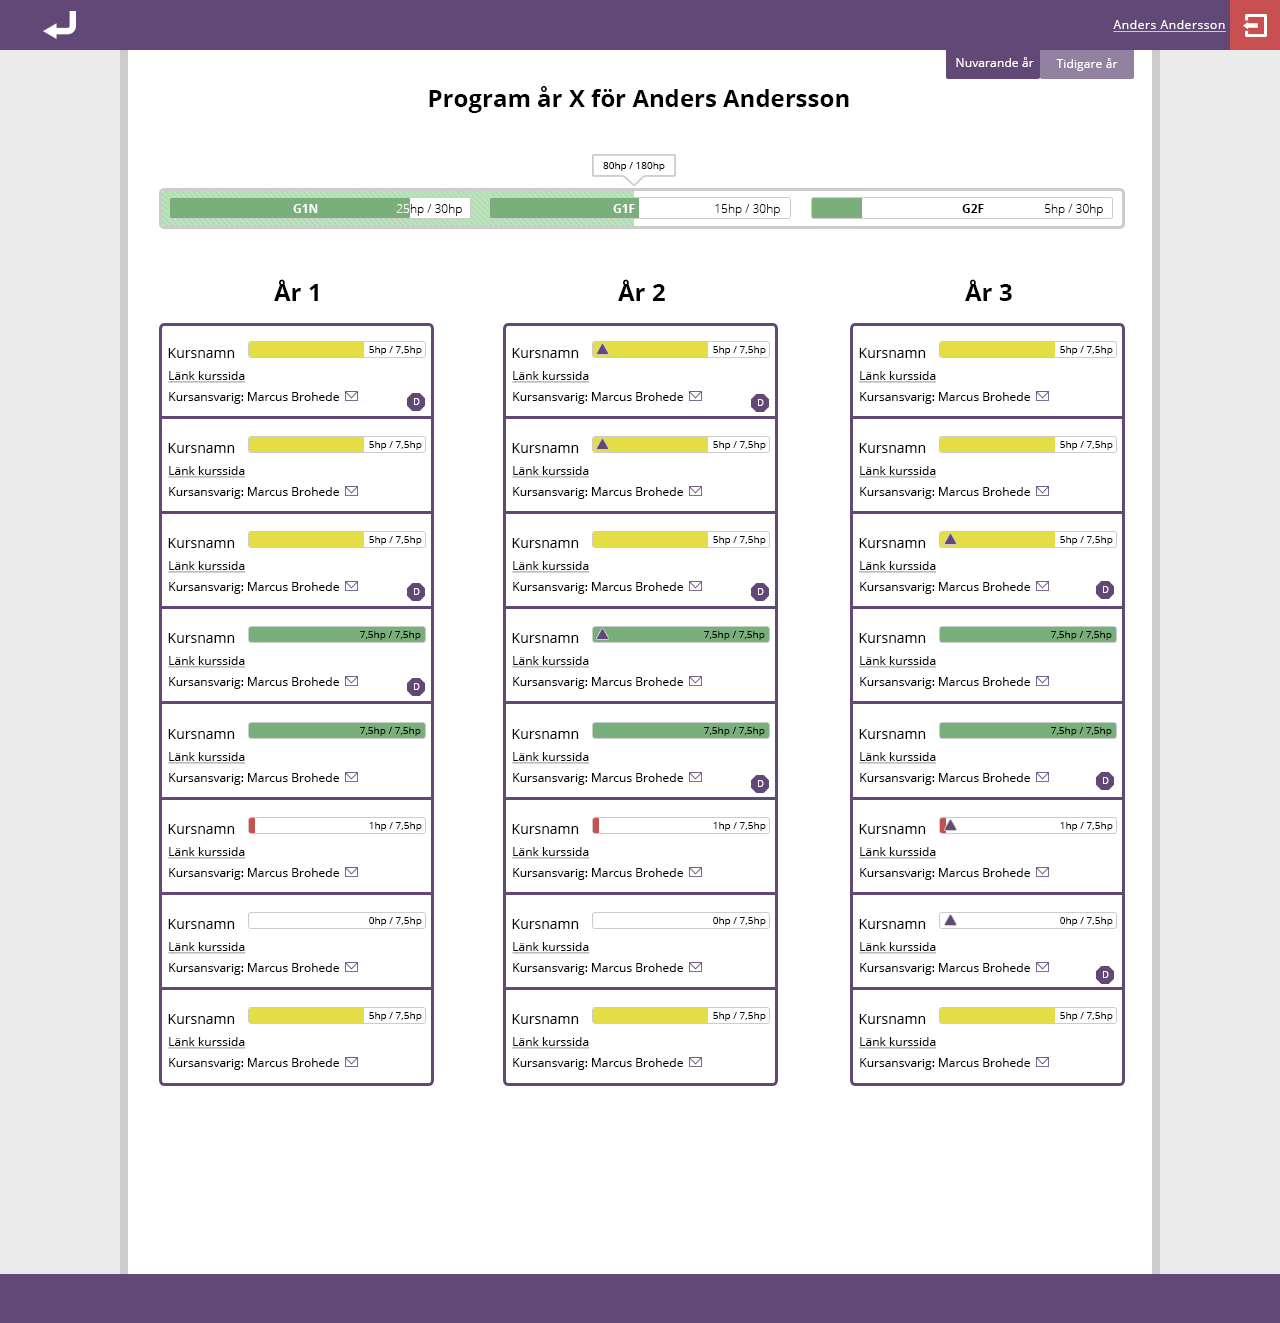 Anders Andersson
Nuvarande år
Tidigare år
Program år X för Anders Andersson
80hp / 180hp
G1N 25hp / 30hp
G1F 15hp / 30hp
G2F 5hp / 30hp
År 1
Kursnamn 5hp / 7,5hp
Länk kurssida
Kursansvarig: Marcus Brohede D
Kursnamn 5hp / 7,5hp
Länk kurssida
Kursansvarig: Marcus Brohede
Kursnamn 5hp / 7,5hp
Länk kurssida
Kursansvarig: Marcus Brohede D
Kursnamn 7,5hp / 7,5hp
Länk kurssida
Kursansvarig: Marcus Brohede D
Kursnamn 7,5hp / 7,5hp
Länk kurssida
Kursansvarig: Marcus Brohede
Kursnamn 1hp / 7,5hp
Länk kurssida
Kursansvarig: Marcus Brohede
Kursnamn 0hp / 7,5hp
Länk kurssida
Kursansvarig: Marcus Brohede
Kursnamn 5hp / 7,5hp
Länk kurssida
Kursansvarig: Marcus Brohede
År 2
Kursnamn 5hp / 7,5hp
Länk kurssida
Kursansvarig: Marcus Brohede D
Kursnamn 5hp / 7,5hp
Länk kurssida
Kursansvarig: Marcus Brohede
Kursnamn 5hp / 7,5hp
Länk kurssida
Kursansvarig: Marcus Brohede D
Kursnamn 7,5hp / 7,5hp
Länk kurssida
Kursansvarig: Marcus Brohede
Kursnamn 7,5hp / 7,5hp
Länk kurssida
Kursansvarig: Marcus Brohede D
Kursnamn 1hp / 7,5hp
Länk kurssida
Kursansvarig: Marcus Brohede
Kursnamn 0hp / 7,5hp
Länk kurssida
Kursansvarig: Marcus Brohede
Kursnamn 5hp / 7,5hp
Länk kurssida
Kursansvarig: Marcus Brohede
År 3
Kursnamn 5hp / 7,5hp
Länk kurssida
Kursansvarig: Marcus Brohede
Kursnamn 5hp / 7,5hp
Länk kurssida
Kursansvarig: Marcus Brohede
Kursnamn 5hp / 7,5hp
Länk kurssida
Kursansvarig: Marcus Brohede D
Kursnamn 7,5hp / 7,5hp
Länk kurssida
Kursansvarig: Marcus Brohede
Kursnamn 7,5hp / 7,5hp
Länk kurssida
Kursansvarig: Marcus Brohede D
Kursnamn 1hp / 7,5hp
Länk kurssida
Kursansvarig: Marcus Brohede
Kursnamn 0hp / 7,5hp
Länk kurssida
Kursansvarig: Marcus Brohede D
Kursnamn 5hp / 7,5hp
Länk kurssida
Kursansvarig: Marcus Brohede